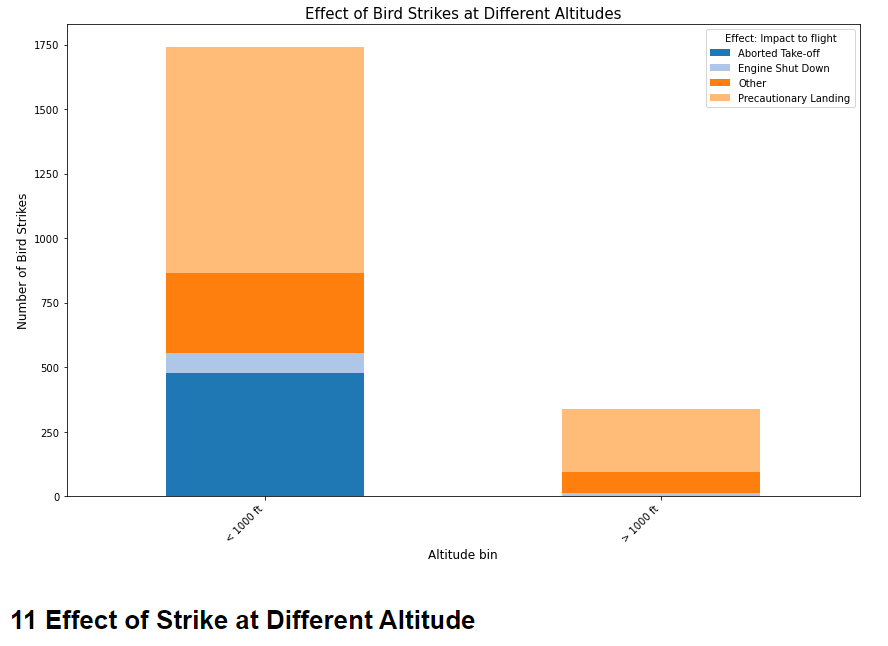 Effect of Bird Strikes at Different Altitudes
Effect: Impact to flight
Aborted Take-off
Engine Shut Down
Other
Precautionary Landing
Number of Bird Strikes
1750
1500
1250
1000
750
500
250
0
< 1000 ft
> 1000 ft
Altitude bin
11 Effect of Strike at Different Altitude